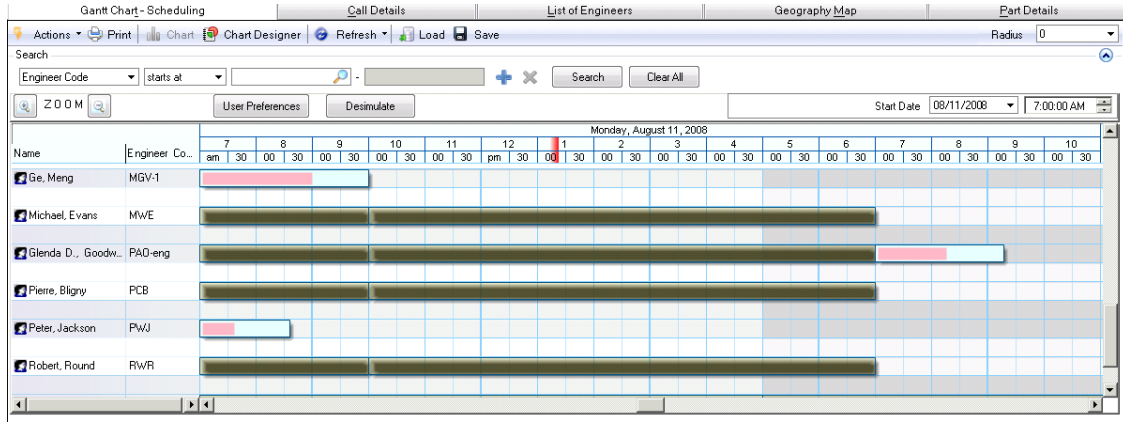 Gantt Chart - Scheduling Call Details List of Engineers Geography Map Part Details
Actions Print Chart Chart Designer Refresh Load Save Radius 0
Search
Engineer Code starts at - Search Clear All
ZOOM User Preferences Desimulate Start Date 08/11/2008 7:00:00 AM
Monday, August 11, 2008
7 8 9 10 11 12 1 2 3 4 5 6 7 8 9 10
Name Engineer Co... am 30 00 30 00 30 00 30 00 30 pm 30 00 30 00 30 00 30 00 30 00 30 00 30 00 30 00 30 00 30 00 30
Ge, Meng MGV-1
Michael, Evans MWE
Glenda D., Goodw... PAO-eng
Pierre, Bligny PCB
Peter, Jackson PWJ
Robert, Round RWR